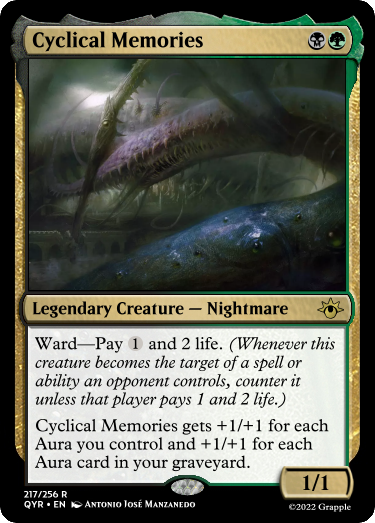 Cyclical Memories
Legendary Creature — Nightmare
Ward—Pay 1 and 2 life. (Whenever this
creature becomes the target of a spell or
ability an opponent controls, counter it
unless that player pays 1 and 2 life.)
Cyclical Memories gets +1/+1 for each
Aura you control and +1/+1 for each
Aura card in your graveyard.
1/1
217/256 R
QYR • EN Antonio José Manzanedo
©2022 Grapple